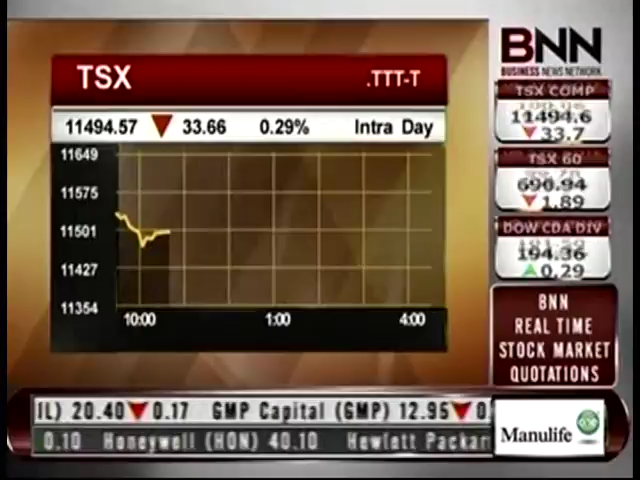 TSX .TTT-T
11494.57 33.66 0.29% Intra Day
11649
11575
11501
11427
11354
10:00 1:00 4:00
BNN
BUSINESS NEWS NETWORK
TSX COMP
11494.6
33.7
TSX 60
690.94
1.89
DOW CDA DIV
194.36
0.29
BNN
REAL TIME
STOCK MARKET
QUOTATIONS
IL) 20.40 0.17 GMP Capital (GMP) 12.95 0
0.10 Honeywell (HON) 40.10 Hewlett Packar
Manulife